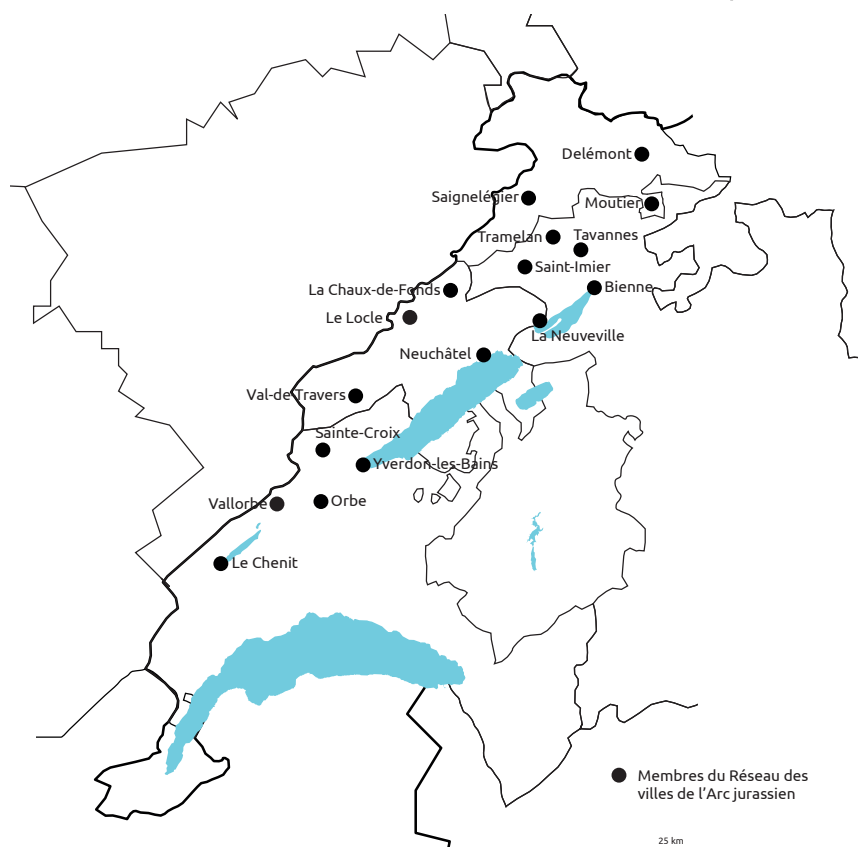 Delémont
Saignelégier
Moutier
Tramelan
Tavannes
Saint-Imier
La Chaux-de-Fonds
Bienne
Le Locle
La Neuveville
Neuchâtel
Val-de-Travers
Sainte-Croix
Yverdon-les-Bains
Vallorbe
Orbe
Le Chenit
Membres du Réseau des
villes de l'Arc jurassien
25 km